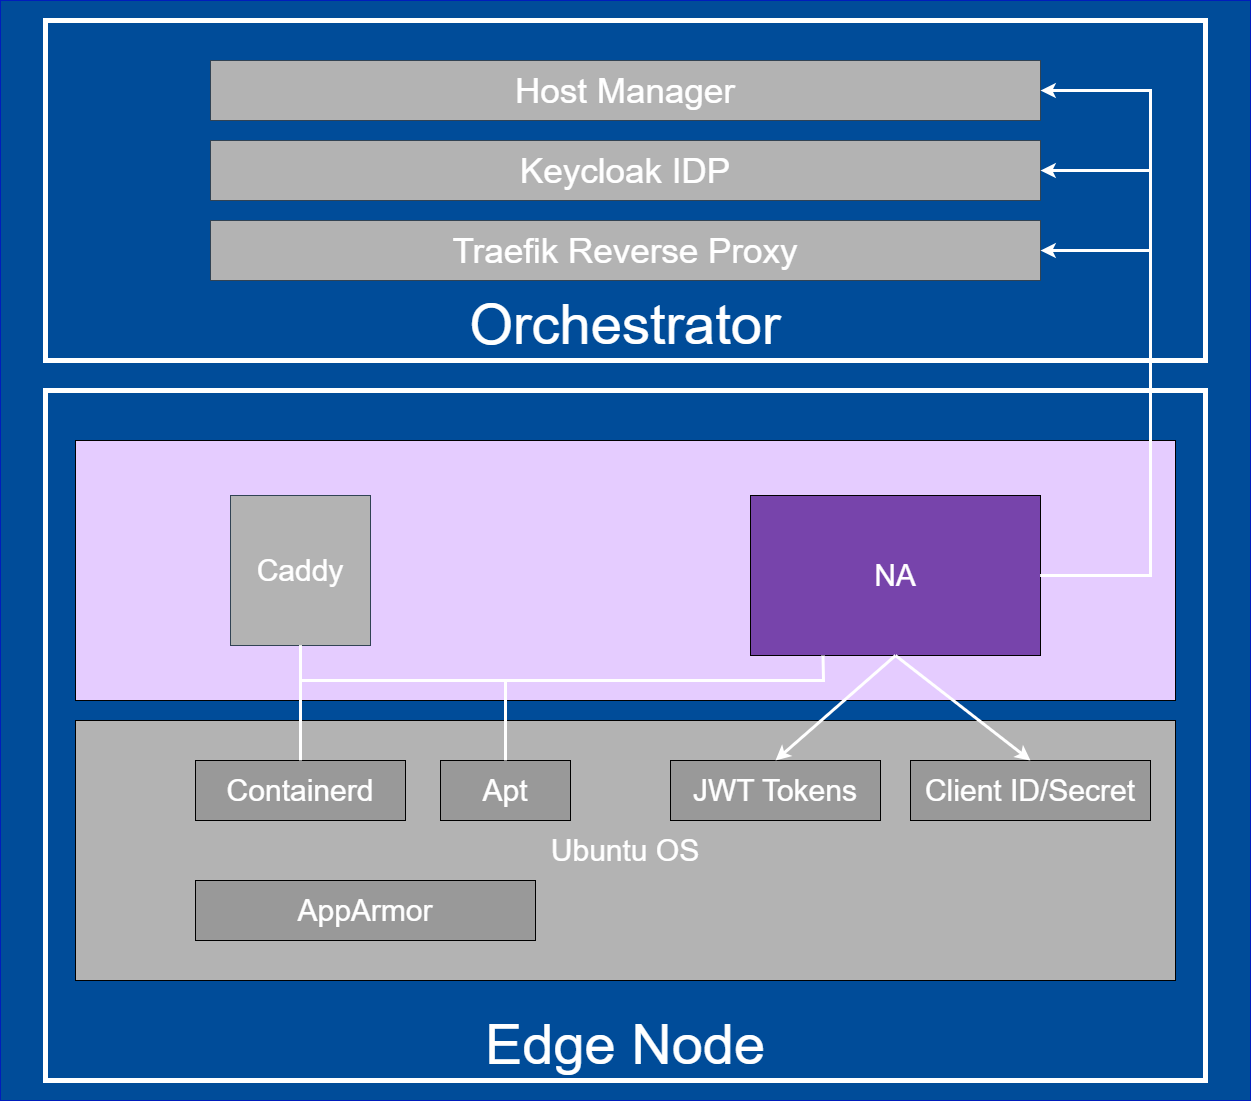 Host Manager
Keycloak IDP
Traefik Reverse Proxy
Orchestrator
Caddy
NA
Containerd
Apt
JWT Tokens
Client ID/Secret
Ubuntu OS
AppArmor
Edge Node